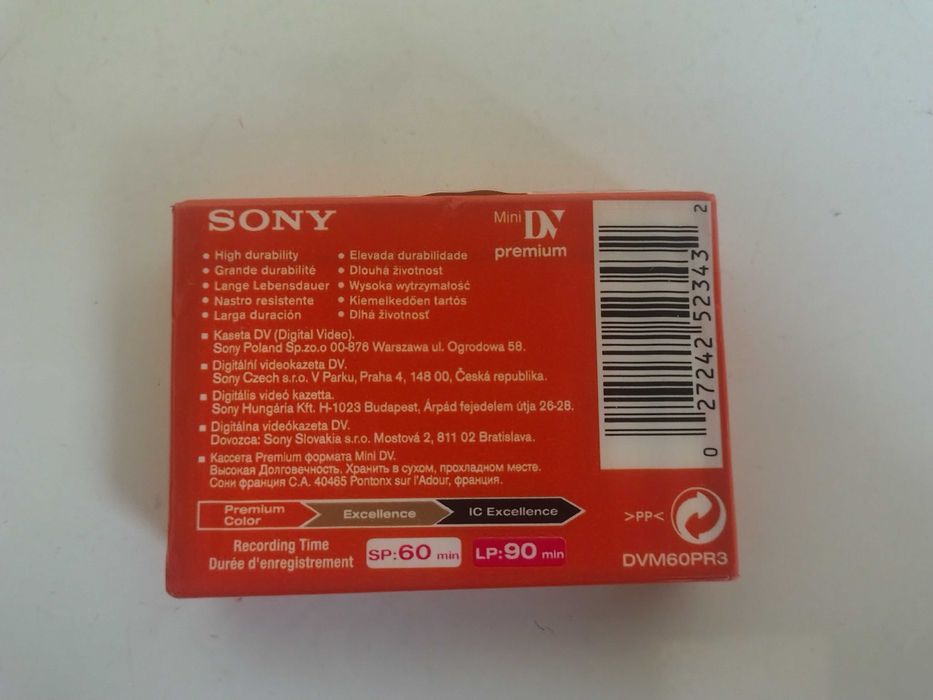 SONY
Mini DV
premium
• High durability
• Grande durabilité
• Lange Lebensdauer
• Nastro resistente
• Larga duración
• Elevada durabilidade
• Dlouhá životnost
• Wysoka wytrzymałość
• Kiemelkedően tartós
• Dlhá životnosť
▪ Kaseta DV (Digital Video).
Sony Poland Sp.zo.o 00-876 Warszawa ul. Ogrodowa 58.
▪ Digitální videokazeta DV.
Sony Czech s.r.o. V Parku, Praha 4, 148 00, Česká republika.
▪ Digitális videó kazetta.
Sony Hungária Kft. H-1023 Budapest, Árpád fejedelem útja 26-28.
▪ Digitálna videókazeta DV.
Dovozca: Sony Slovakia s.r.o. Mostová 2, 811 02 Bratislava.
▪ Кассета Premium формата Mini DV.
Высокая Долговечность. Хранить в сухом, прохладном месте.
Сони франция С.А. 40465 Pontonx sur l'Adour, франция.
Premium
Color
Excellence
IC Excellence
Recording Time
Durée d'enregistrement
SP:60 min
LP:90 min
0 27242 52343 2
>PP<
DVM60PR3